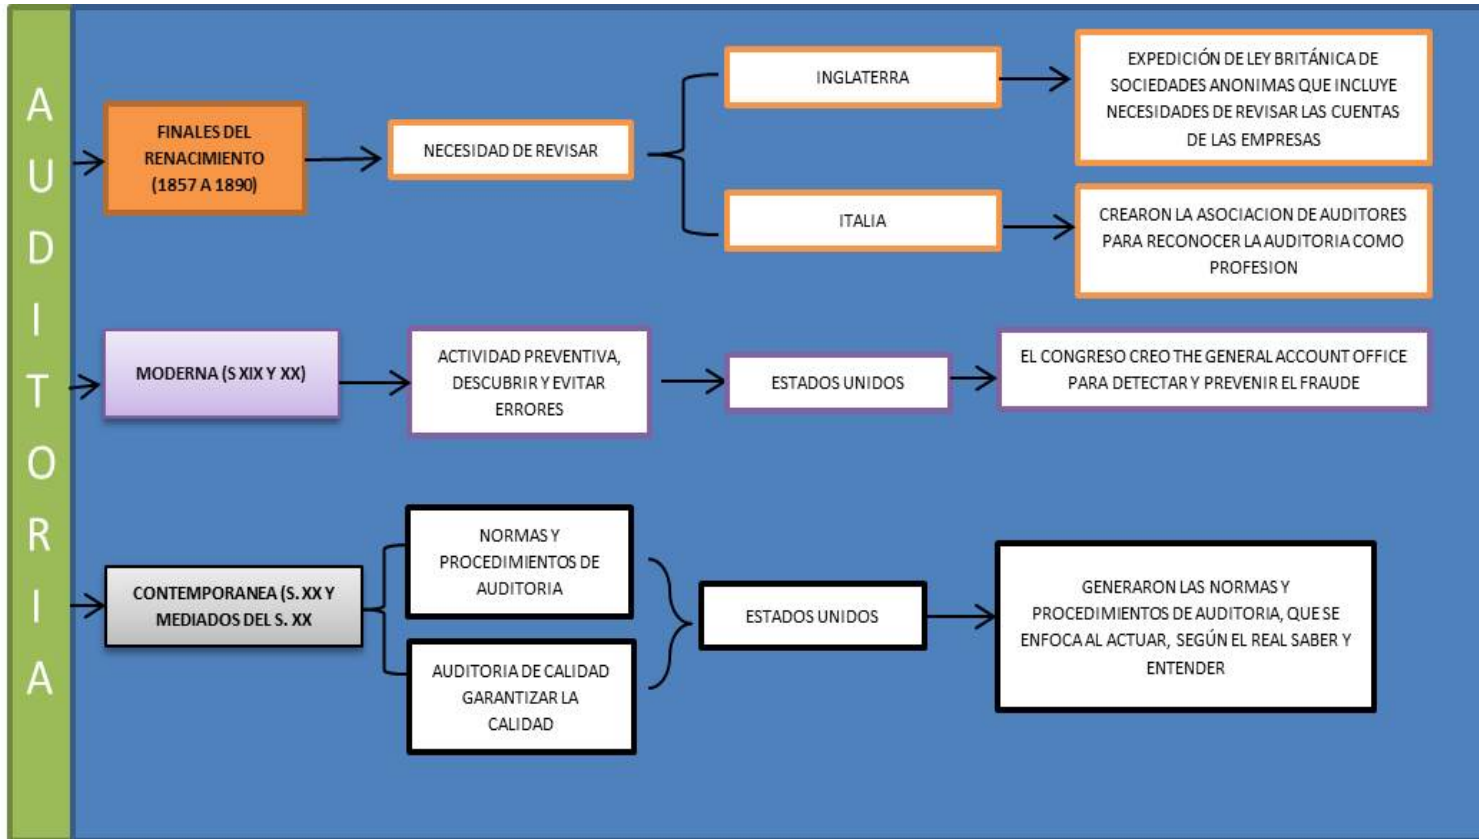 AUDITORIA
FINALES DEL
RENACIMIENTO
(1857 A 1890)
NECESIDAD DE REVISAR
INGLATERRA
EXPEDICIÓN DE LEY BRITÁNICA DE
SOCIEDADES ANONIMAS QUE INCLUYE
NECESIDADES DE REVISAR LAS CUENTAS
DE LAS EMPRESAS
ITALIA
CREARON LA ASOCIACION DE AUDITORES
PARA RECONOCER LA AUDITORIA COMO
PROFESION
MODERNA (S XIX Y XX)
ACTIVIDAD PREVENTIVA,
DESCUBRIR Y EVITAR
ERRORES
ESTADOS UNIDOS
EL CONGRESO CREO THE GENERAL ACCOUNT OFFICE
PARA DETECTAR Y PREVENIR EL FRAUDE
CONTEMPORANEA (S. XX Y
MEDIADOS DEL S. XX
NORMAS Y
PROCEDIMIENTOS DE
AUDITORIA
AUDITORIA DE CALIDAD
GARANTIZAR LA
CALIDAD
ESTADOS UNIDOS
GENERARON LAS NORMAS Y
PROCEDIMIENTOS DE AUDITORIA, QUE SE
ENFOCA AL ACTUAR, SEGÚN EL REAL SABER Y
ENTENDER